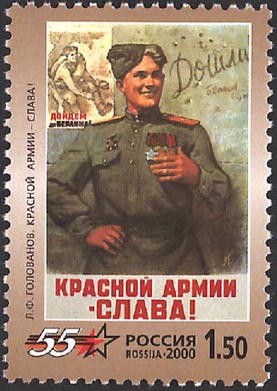 Л.Ф. ГОЛОВАНОВ. КРАСНОЙ АРМИИ – СЛАВА!
ДОЙДЕМ
ДО БЕРЛИНА!
Дошли
КРАСНОЙ АРМИИ
-СЛАВА!
55 РОССИЯ 1.50
ROSSIJA • 2000